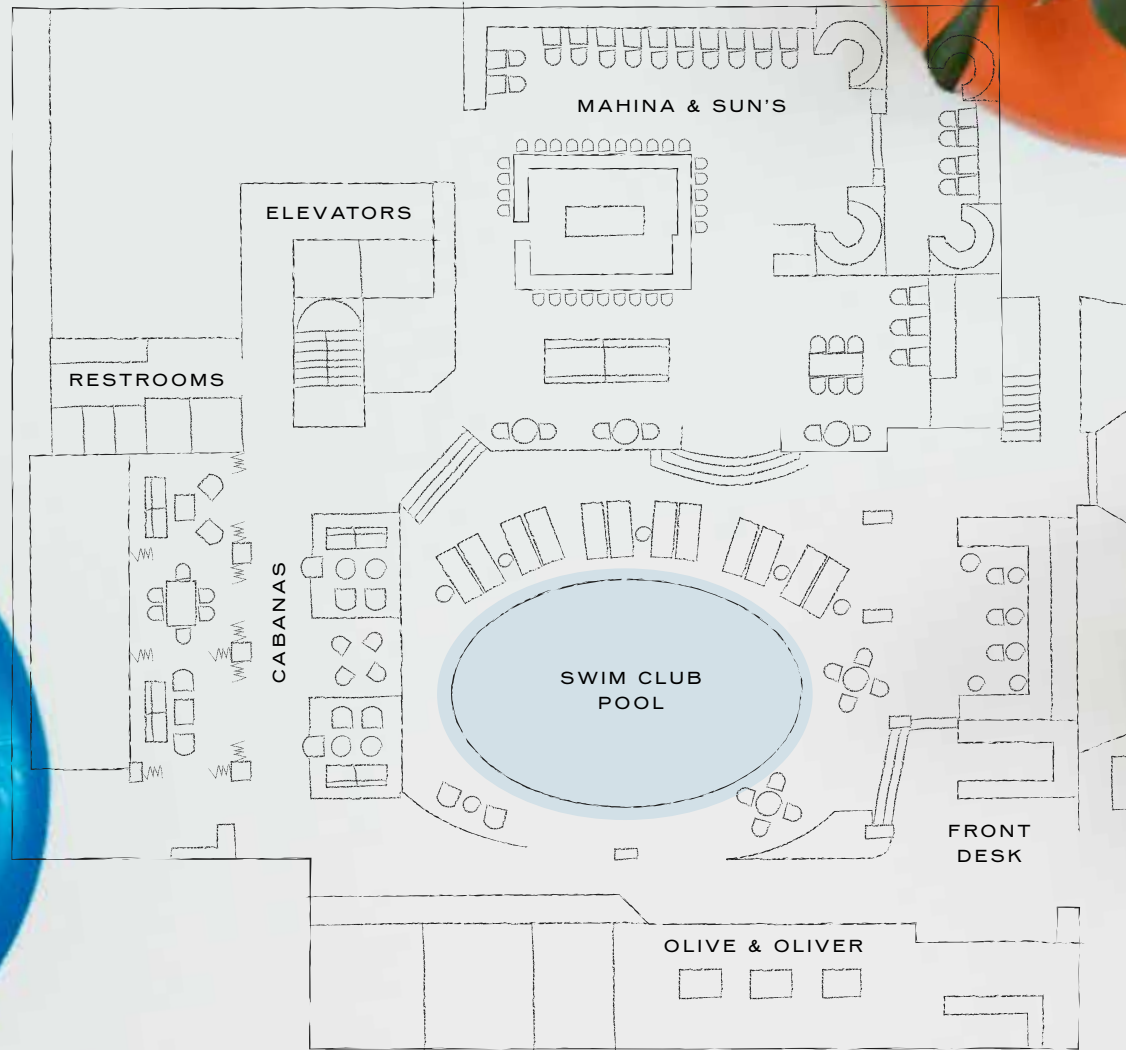 MAHINA & SUN'S
ELEVATORS
RESTROOMS
CABANAS
SWIM CLUB
POOL
FRONT
DESK
OLIVE & OLIVER